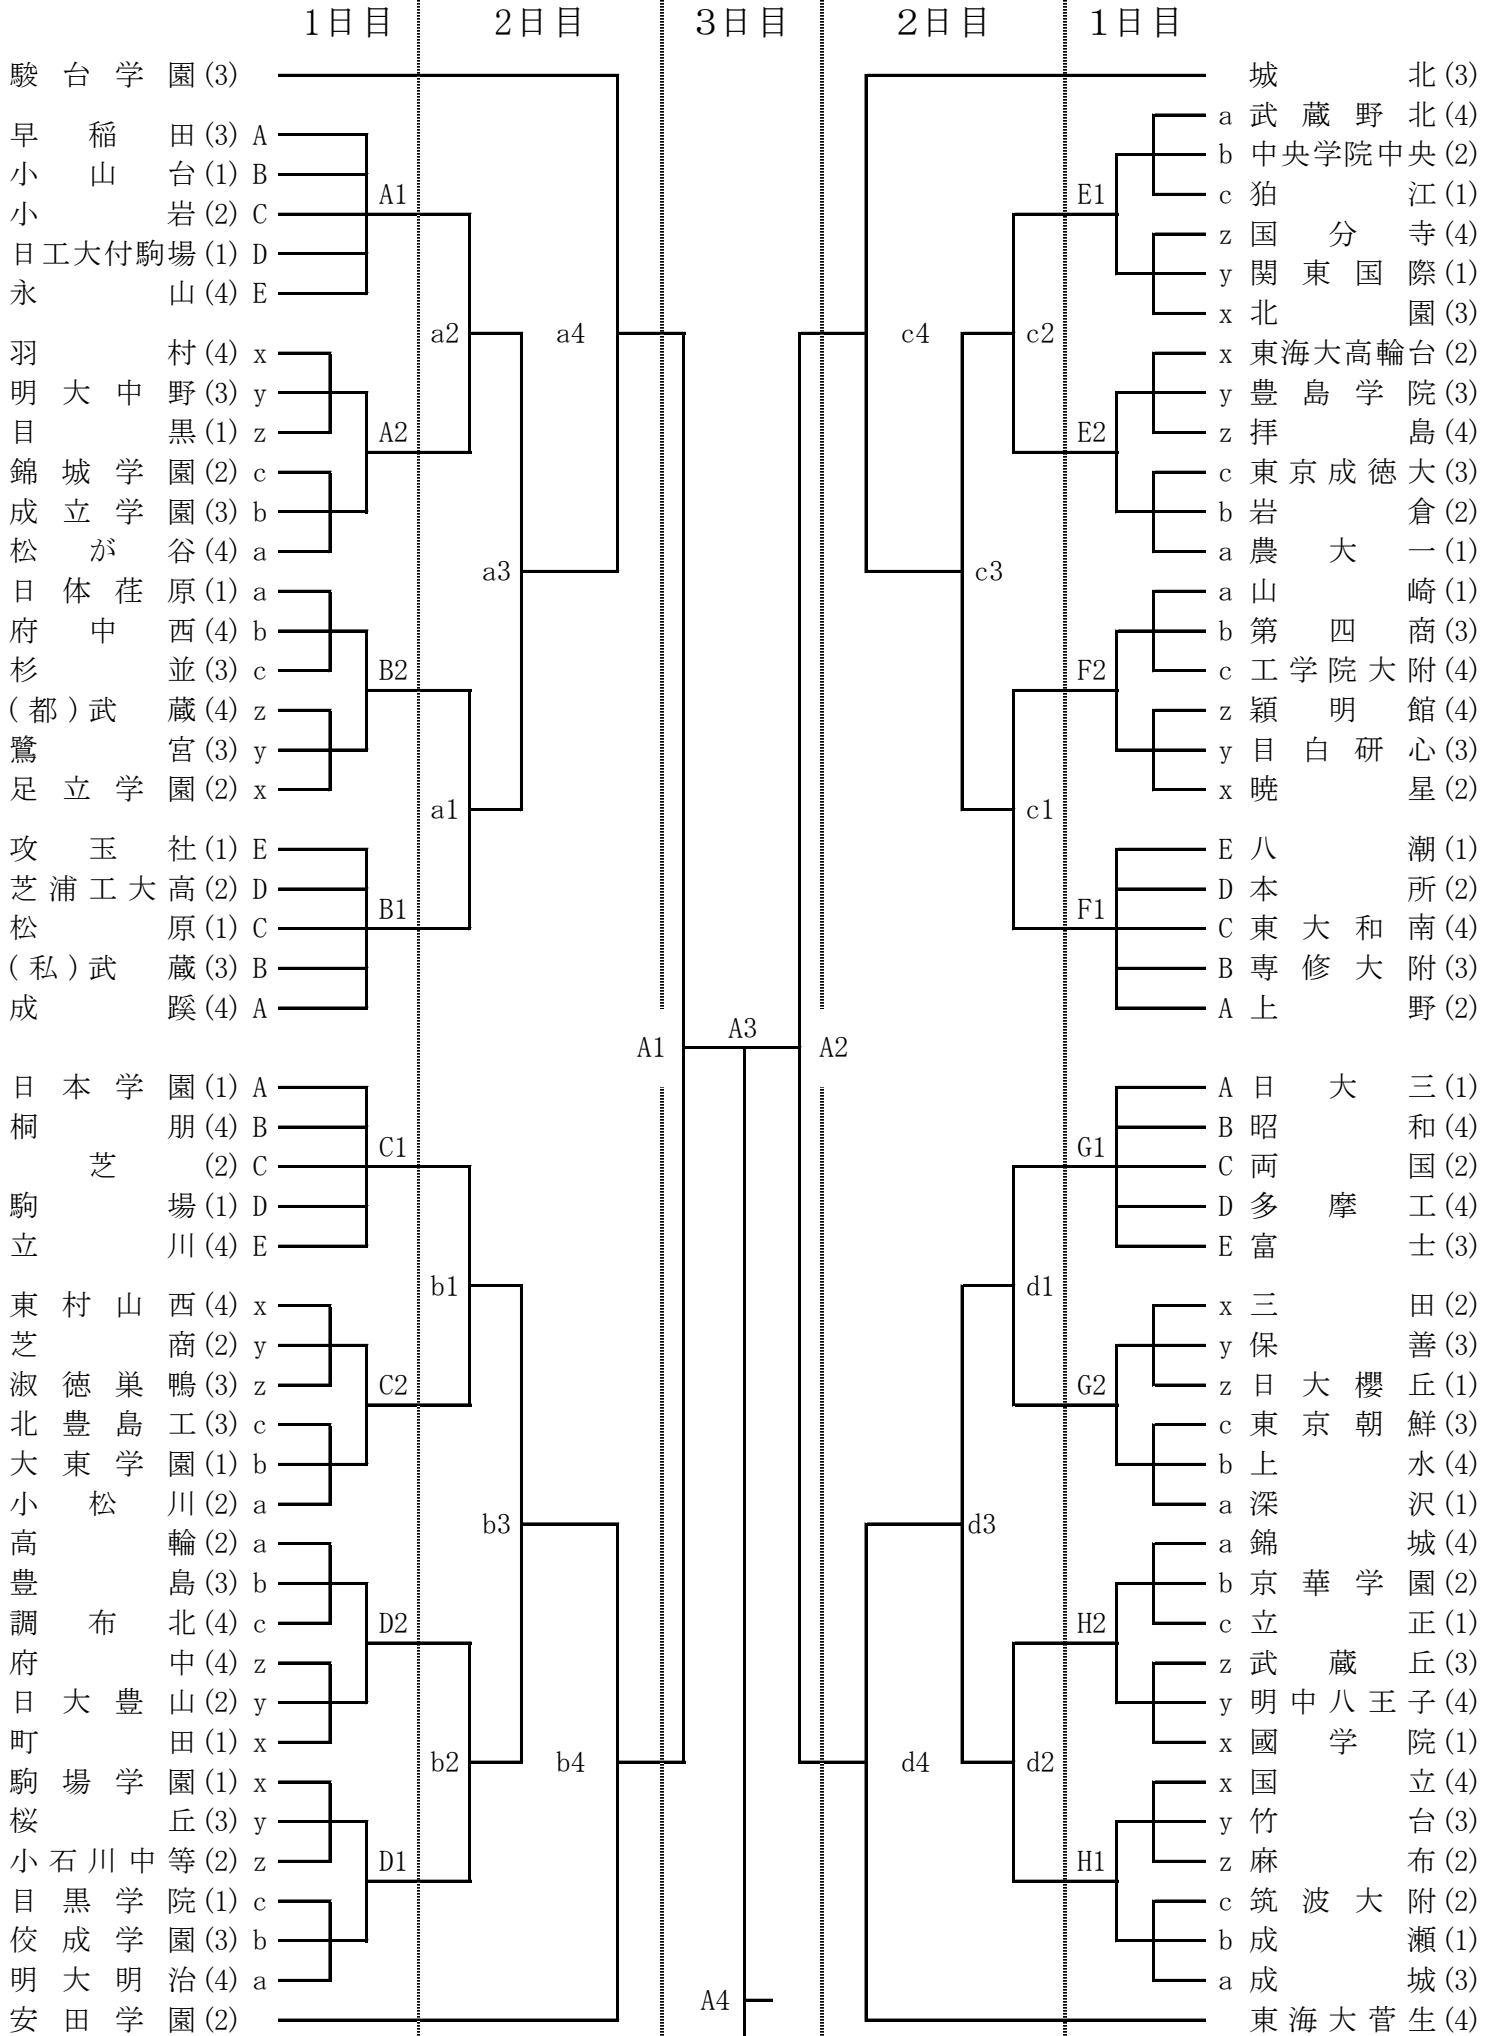 1日目 2日目 3日目 2日目 1日目
駿台学園(3)
早稲田(3) A
小山台(1) B
A1
小岩(2) C
日工大付駒場(1) D
永山(4) E
a2 a4
羽村(4) x
明大中野(3) y
目黒(1) z
A2
錦城学園(2) c
成立学園(3) b
松が谷(4) a
a3
日体荏原(1) a
府中西(4) b
杉並(3) c
B2
(都)武蔵(4) z
鷺宮(3) y
足立学園(2) x
a1
攻玉社(1) E
芝浦工大高(2) D
B1
松原(1) C
(私)武蔵(3) B
成蹊(4) A
日本学園(1) A
桐朋(4) B
C1
芝(2) C
駒場(1) D
立川(4) E
b1
東村山西(4) x
芝商(2) y
淑徳巣鴨(3) z
C2
北豊島工(3) c
大東学園(1) b
小松川(2) a
b3
高輪(2) a
豊島(3) b
調布北(4) c
D2
府中(4) z
日大豊山(2) y
町田(1) x
b2 b4
駒場学園(1) x
桜丘(3) y
小石川中等(2) z
D1
目黒学院(1) c
佼成学園(3) b
明大明治(4) a
安田学園(2)
A1 A3 A2
A4
城北(3)
a 武蔵野北(4)
b 中央学院中央(2)
c 狛江(1)
E1
z 国分寺(4)
y 関東国際(1)
x 北園(3)
c4 c2
x 東海大高輪台(2)
y 豊島学院(3)
z 拝島(4)
E2
c 東京成徳大(3)
b 岩倉(2)
a 農大一(1)
c3
a 山崎(1)
b 第四商(3)
c 工学院大附(4)
F2
z 穎明館(4)
y 目白研心(3)
x 暁星(2)
c1
E 八潮(1)
D 本所(2)
F1
C 東大和南(4)
B 専修大附(3)
A 上野(2)
A 日大三(1)
B 昭和(4)
G1
C 両国(2)
D 多摩工(4)
E 富士(3)
d1
x 三田(2)
y 保善(3)
z 日大櫻丘(1)
G2
c 東京朝鮮(3)
b 上水(4)
a 深沢(1)
d3
a 錦城(4)
b 京華学園(2)
c 立正(1)
H2
z 武蔵丘(3)
y 明中八王子(4)
x 國学院(1)
d4 d2
x 国立(4)
y 竹台(3)
z 麻布(2)
H1
c 筑波大附(2)
b 成瀬(1)
a 成城(3)
東海大菅生(4)